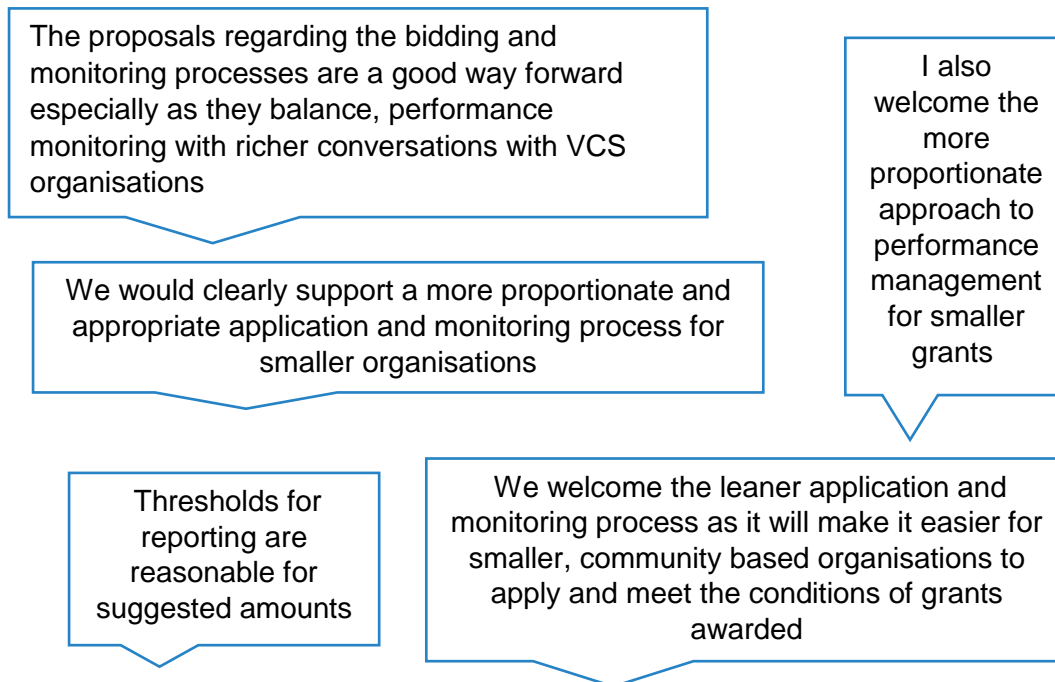 The proposals regarding the bidding and
monitoring processes are a good way forward
especially as they balance, performance
monitoring with richer conversations with VCS
organisations
I also
welcome the
more
proportionate
approach to
performance
management
for smaller
grants
We would clearly support a more proportionate and
appropriate application and monitoring process for
smaller organisations
Thresholds for
reporting are
reasonable for
suggested amounts
We welcome the leaner application and
monitoring process as it will make it easier for
smaller, community based organisations to
apply and meet the conditions of grants
awarded